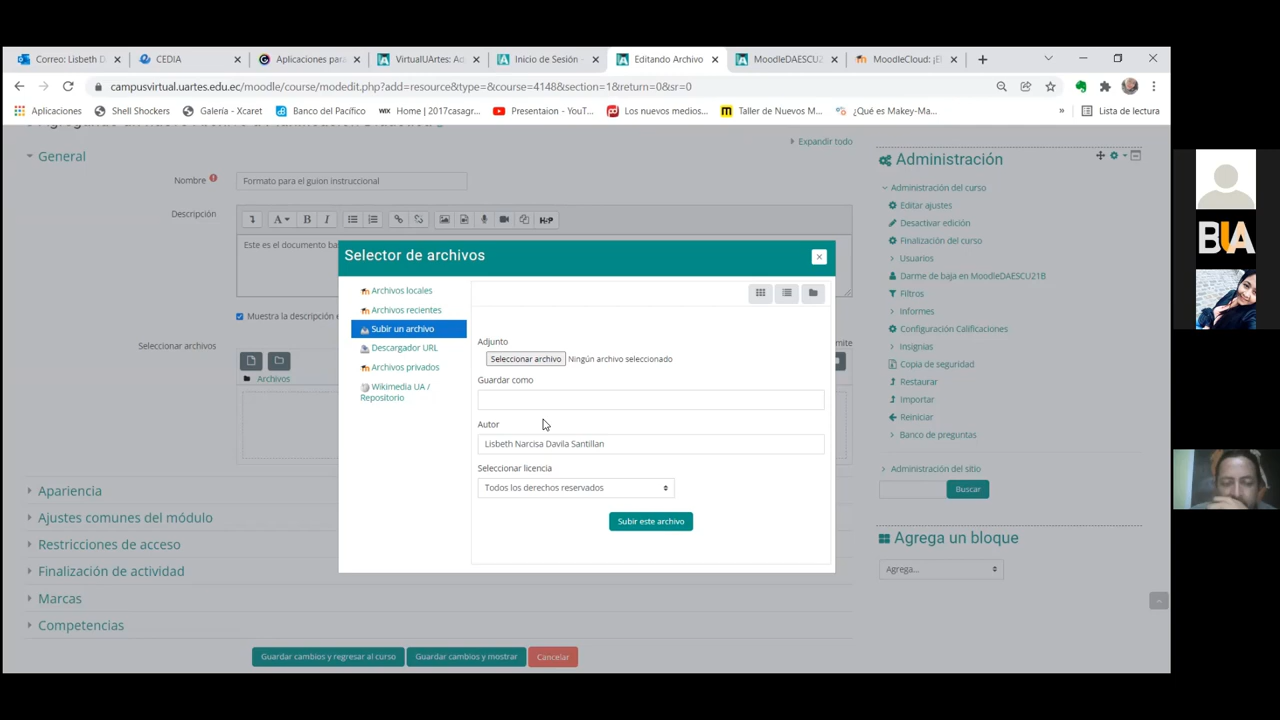 Correo: Lisbeth D
CEDIA
Aplicaciones para
VirtualUArtes: Ad
Inicio de Sesión -
Editando Archivo
MoodleDAESCU2
MoodleCloud: ¡E
campusvirtual.uartes.edu.ec/moodle/course/modedit.php?add=resource&type=&course=4148&section=1&return=0&sr=0
Aplicaciones
Shell Shockers
Galería - Xcaret
Banco del Pacífico
WiX Home | 2017casagr...
Presentaion - YouT...
Los nuevos medios...
Taller de Nuevos M...
¿Qué es Makey-Ma...
»
Lista de lectura
Expandir todo
General
Nombre
Formato para el guion instruccional
Descripción
A B I H-P
Este es el documento ba
Muestra la descripción e
Seleccionar archivos
mite
Archivos
Apariencia
Ajustes comunes del módulo
Restricciones de acceso
Finalización de actividad
Marcas
Competencias
Guardar cambios y regresar al curso
Guardar cambios y mostrar
Cancelar
Selector de archivos
Archivos locales
Archivos recientes
Subir un archivo
Descargador URL
Archivos privados
Wikimedia UA /
Repositorio
Adjunto
Seleccionar archivo Ningún archivo seleccionado
Guardar como
Autor
Lisbeth Narcisa Davila Santillan
Seleccionar licencia
Todos los derechos reservados
Subir este archivo
Administración
Administración del curso
Editar ajustes
Desactivar edición
Finalización del curso
Usuarios
Darme de baja en MoodleDAESCU21B
Filtros
Informes
Configuración Calificaciones
Insignias
Copia de seguridad
Restaurar
Importar
Reiniciar
Banco de preguntas
Administración del sitio
Buscar
Agrega un bloque
Agrega...
BUA